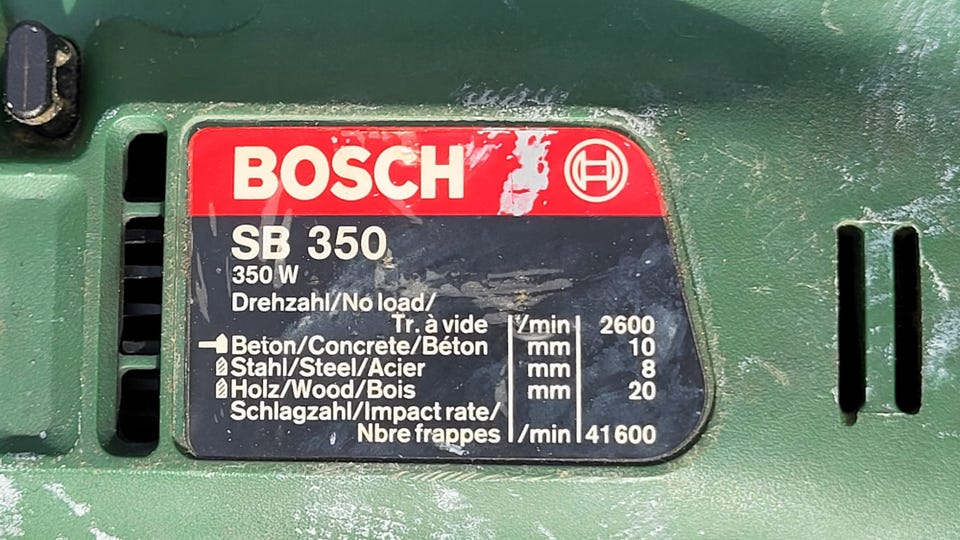 BOSCH
SB 350
350 W
Drehzahl/No load/
Tr. à vide /min 2600
Beton/Concrete/Béton mm 10
Stahl/Steel/Acier mm 8
Holz/Wood/Bois mm 20
Schlagzahl/Impact rate/
Nbre frappes /min 41600